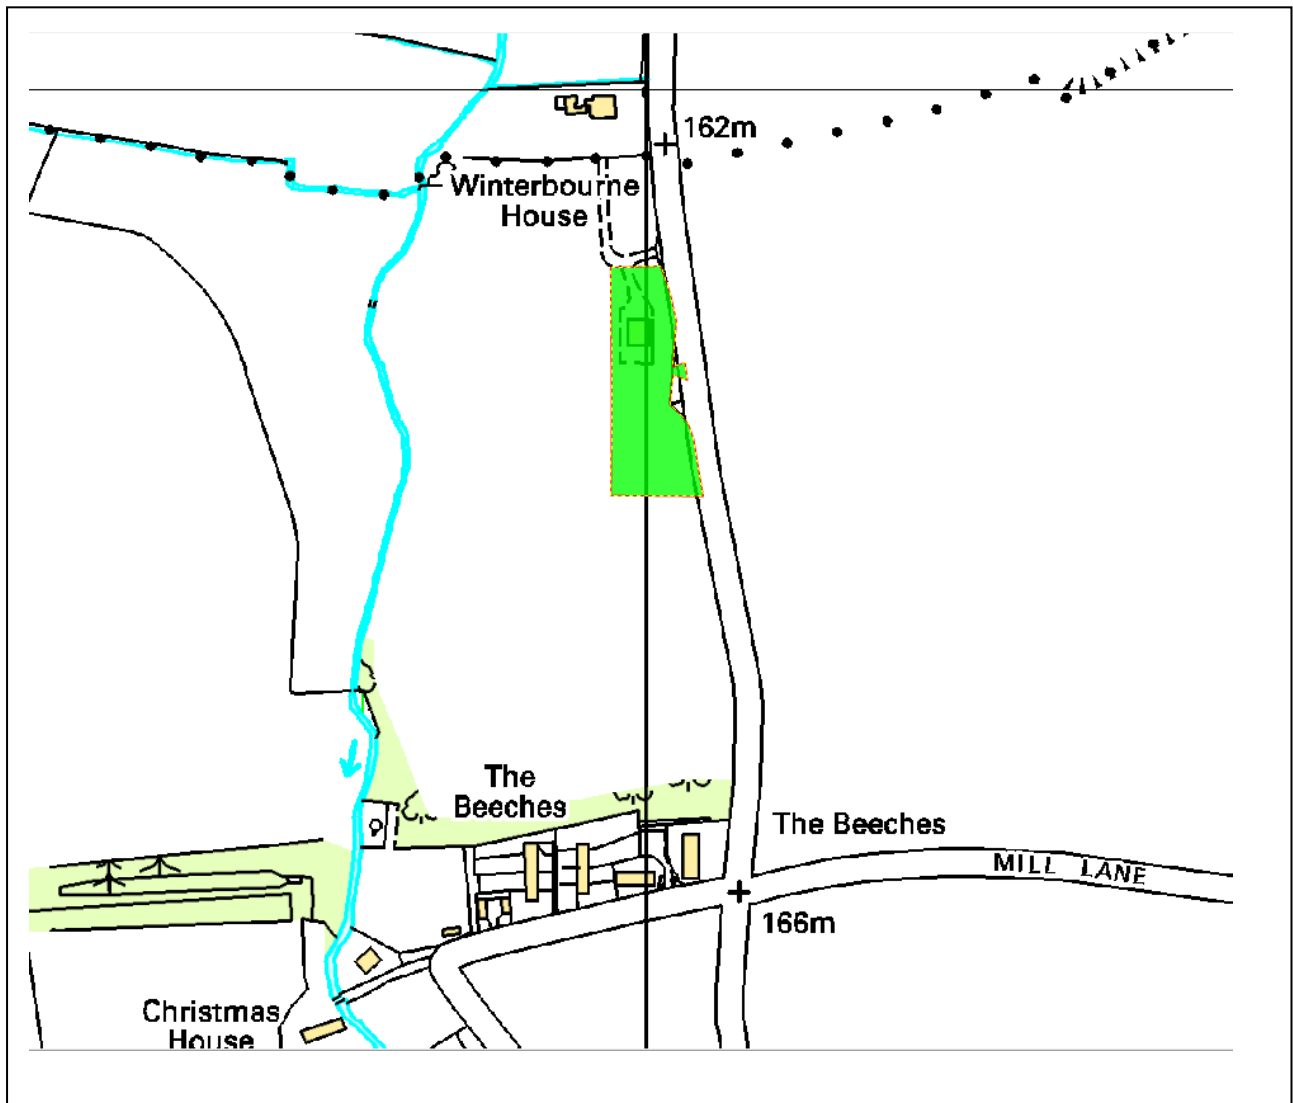 162m
Winterbourne
House
The
Beeches
The Beeches
MILL LANE
166m
Christmas
House